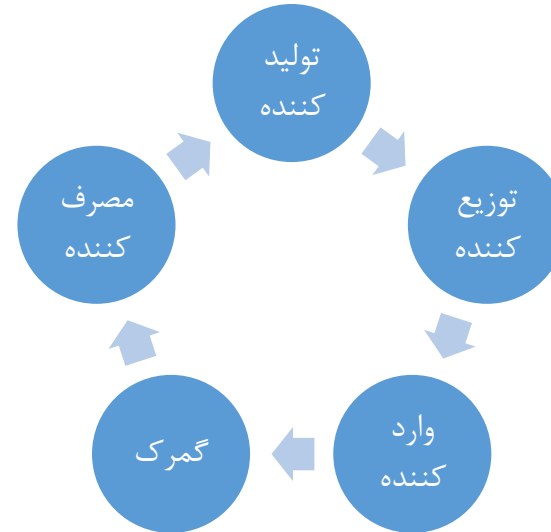 تولید
کننده
توزیع
کننده
وارد
کننده
گمرک
مصرف
کننده